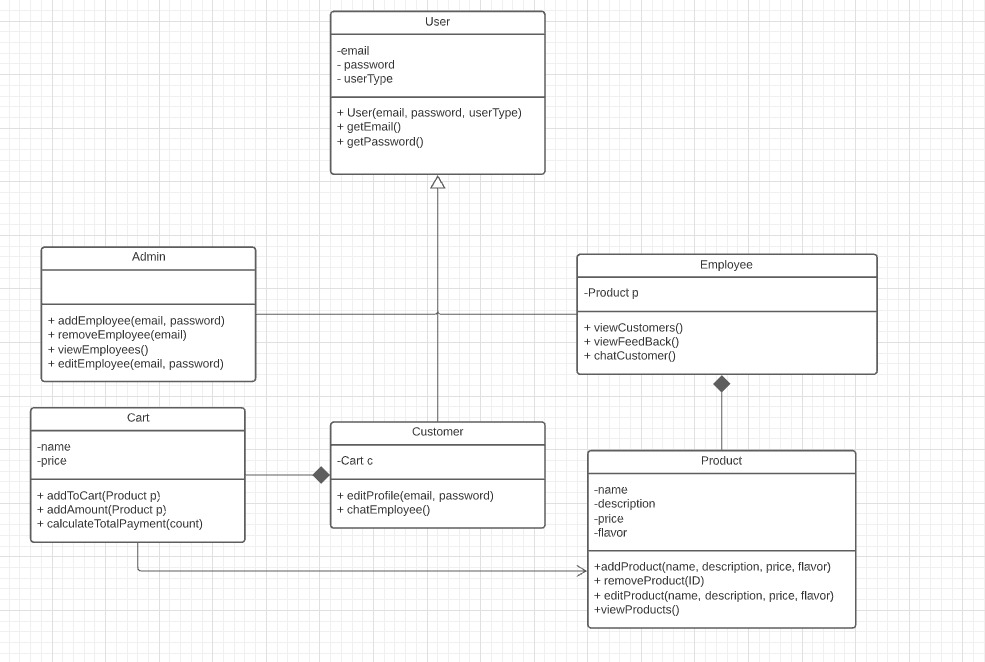 User
-email
- password
- userType
+ User(email, password, userType)
+ getEmail()
+ getPassword()
Admin
+ addEmployee(email, password)
+ removeEmployee(email)
+ viewEmployees()
+ editEmployee(email, password)
Employee
-Product p
+ viewCustomers()
+ viewFeedBack()
+ chatCustomer()
Cart
-name
-price
+ addToCart(Product p)
+ addAmount(Product p)
+ calculateTotalPayment(count)
Customer
-Cart c
+ editProfile(email, password)
+ chatEmployee()
Product
-name
-description
-price
-flavor
+addProduct(name, description, price, flavor)
+ removeProduct(ID)
+ editProduct(name, description, price, flavor)
+viewProducts()